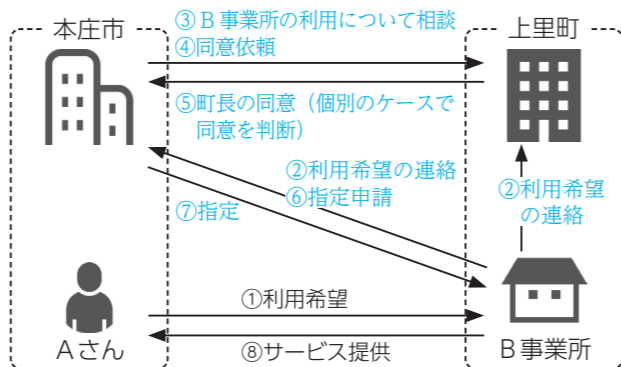 本庄市
上里町
③B事業所の利用について相談
④同意依頼
⑤町長の同意（個別のケースで
同意を判断）
②利用希望の連絡
⑥指定申請
⑦指定
②利用希望
の連絡
①利用希望
⑧サービス提供
Aさん
B事業所